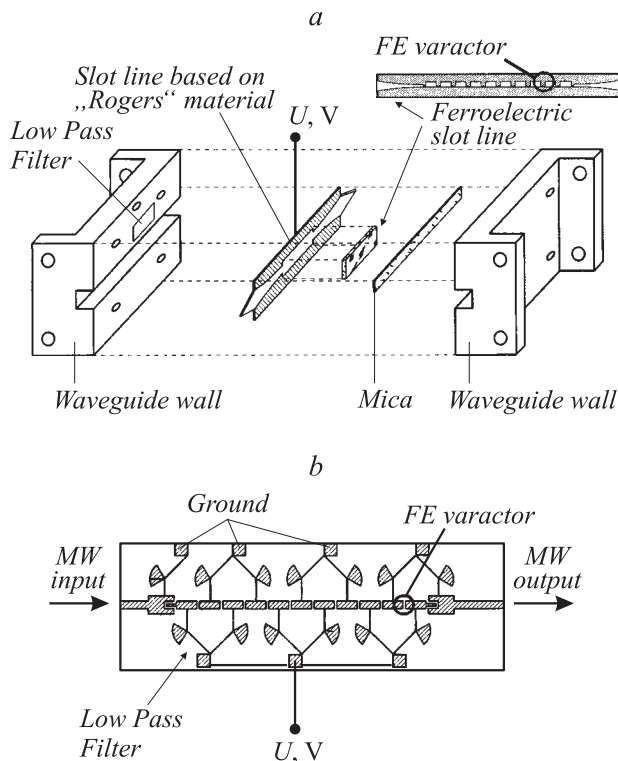 a
FE varactor
Slot line based on
„Rogers“ material
U, V
Ferroelectric
slot line
Low Pass
Filter
Waveguide wall
Mica
Waveguide wall
b
Ground
FE varactor
MW
input
MW
output
Low Pass
Filter
U, V